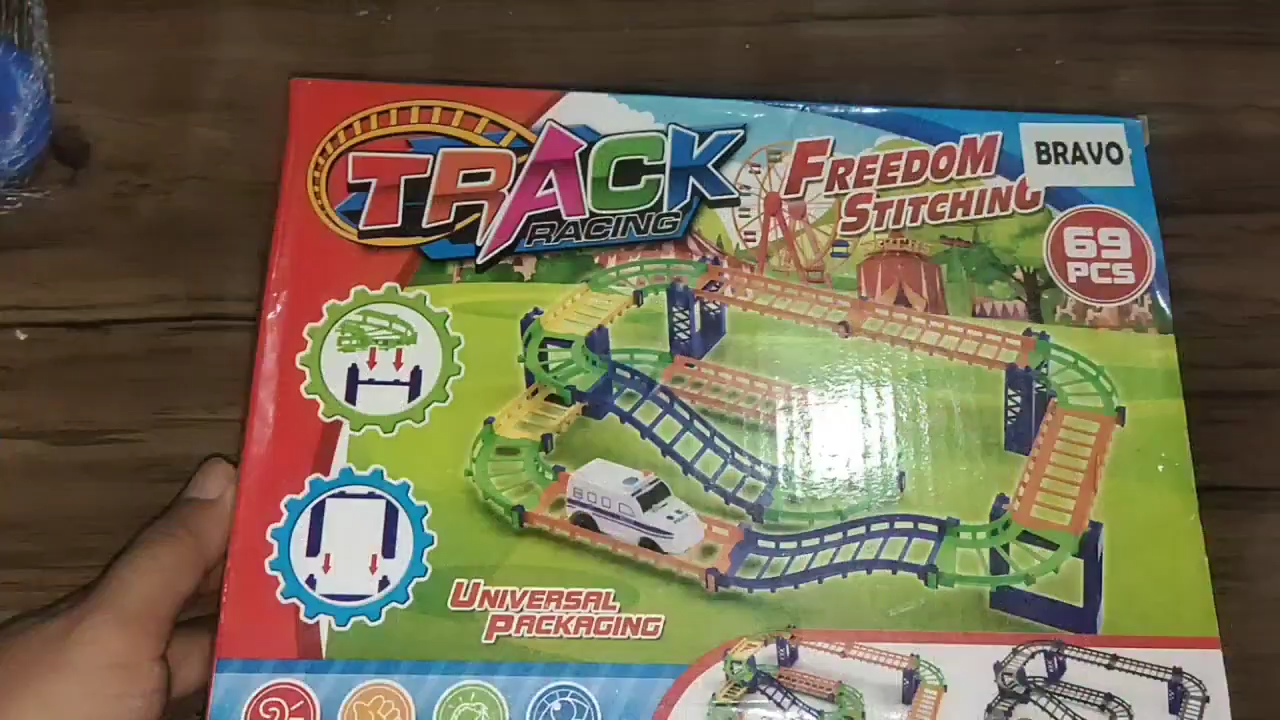 TRACK
RACING
FREEDOM
STITCHING
BRAVO
69
PCS
UNIVERSAL
PACKAGING